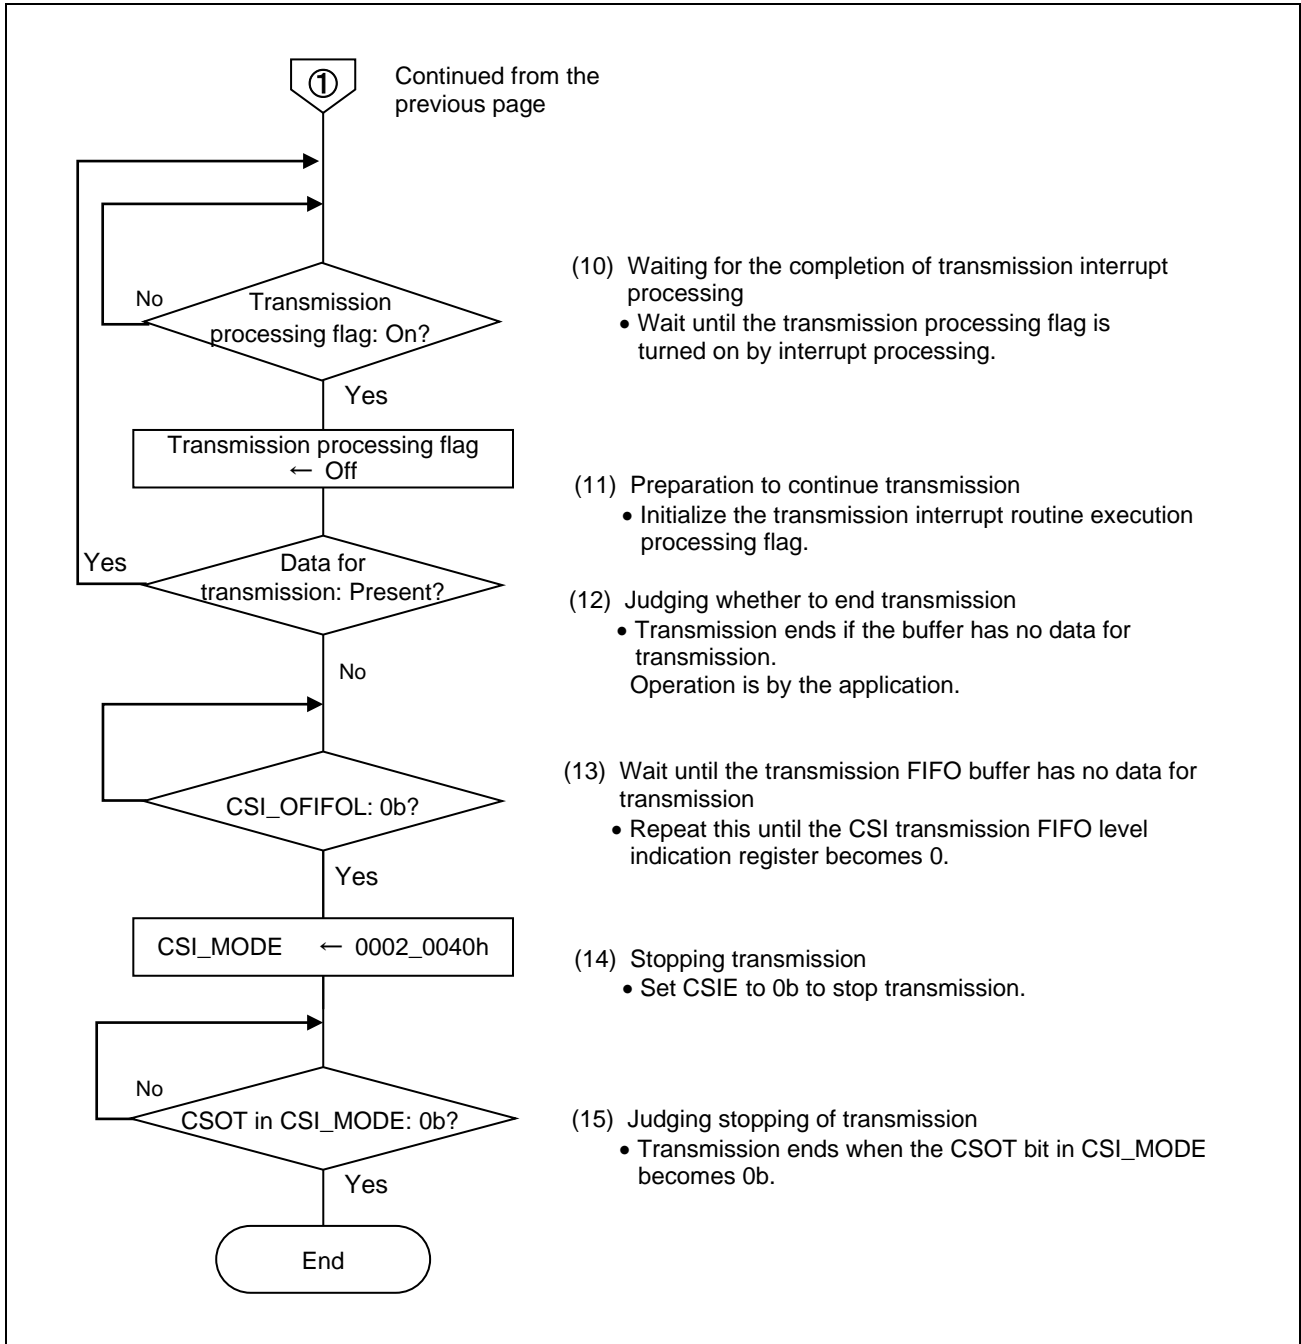 ①
Continued from the
previous page
No
Transmission
processing flag: On?
Yes
(10) Waiting for the completion of transmission interrupt
processing
• Wait until the transmission processing flag is
turned on by interrupt processing.
Transmission processing flag
← Off
(11) Preparation to continue transmission
• Initialize the transmission interrupt routine execution
processing flag.
Yes
Data for
transmission: Present?
No
(12) Judging whether to end transmission
• Transmission ends if the buffer has no data for
transmission.
Operation is by the application.
CSI_OFIFOL: 0b?
Yes
(13) Wait until the transmission FIFO buffer has no data for
transmission
• Repeat this until the CSI transmission FIFO level
indication register becomes 0.
CSI_MODE ← 0002_0040h
(14) Stopping transmission
• Set CSIE to 0b to stop transmission.
No
CSOT in CSI_MODE: 0b?
Yes
(15) Judging stopping of transmission
• Transmission ends when the CSOT bit in CSI_MODE
becomes 0b.
End